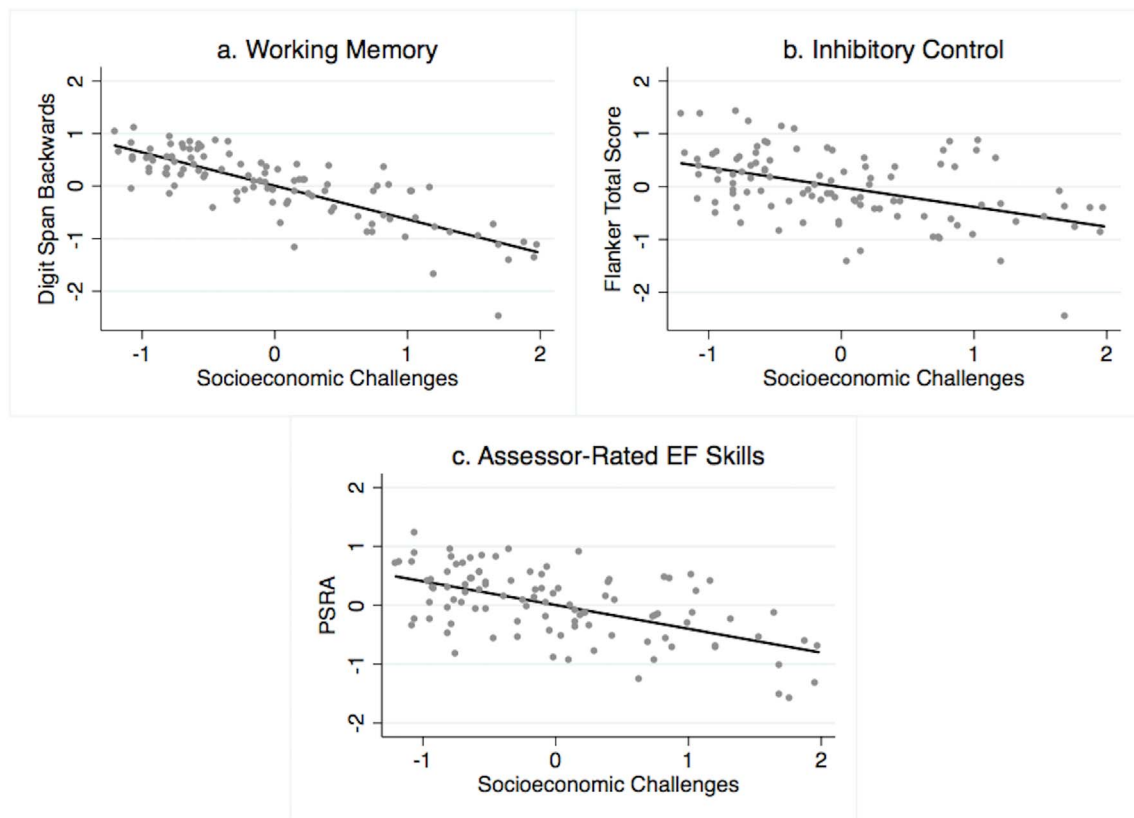 a. Working Memory
Digit Span Backwards
2
1
0
-1
-2
-1 0 1 2
Socioeconomic Challenges
b. Inhibitory Control
Flanker Total Score
2
1
0
-1
-2
-1 0 1 2
Socioeconomic Challenges
c. Assessor-Rated EF Skills
PSRA
2
1
0
-1
-2
-1 0 1 2
Socioeconomic Challenges